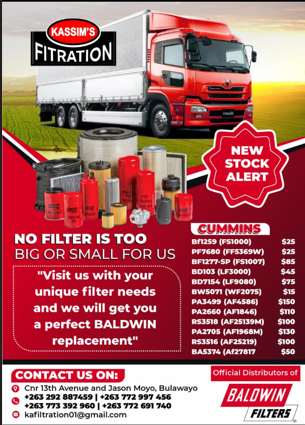 KASSIM'S
FITRATION
NEW
STOCK
ALERT
NO FILTER IS TOO
BIG OR SMALL FOR US
"Visit us with your
unique filter needs
and we will get you
a perfect BALDWIN
replacement"
CUMMINS
Bf1259 (FS1000) $25
PF7680 (FF5369W) $25
BF1277-SP (FS1007) $85
BD103 (LF3000) $45
BD7154 (LF9080) $75
BW5071 (WF2075) $15
PA3499 (AF4586) $150
PA2660 (AF1846) $110
RS3518 (AF25139M) $100
PA2705 (AF1968M) $130
RS3516 (AF25219) $100
BA5374 (Af27817 $50
CONTACT US ON:
Cnr 13th Avenue and Jason Moyo, Bulawayo
+263 292 887459 | +263 772 997 456
+263 773 392 960 | +263 772 691 740
kafiltration01@gmail.com
Official Distributors of
BALDWIN
FILTERS